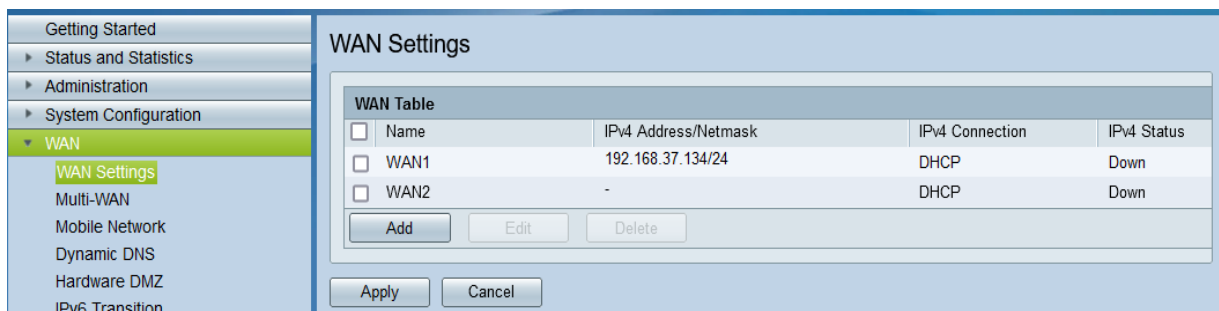 Getting Started
Status and Statistics
Administration
System Configuration
WAN
WAN Settings
Multi-WAN
Mobile Network
Dynamic DNS
Hardware DMZ
IPv6 Transition
WAN Settings
WAN Table
Name IPv4 Address/Netmask IPv4 Connection IPv4 Status
WAN1 192.168.37.134/24 DHCP Down
WAN2 - DHCP Down
Add Edit Delete
Apply Cancel